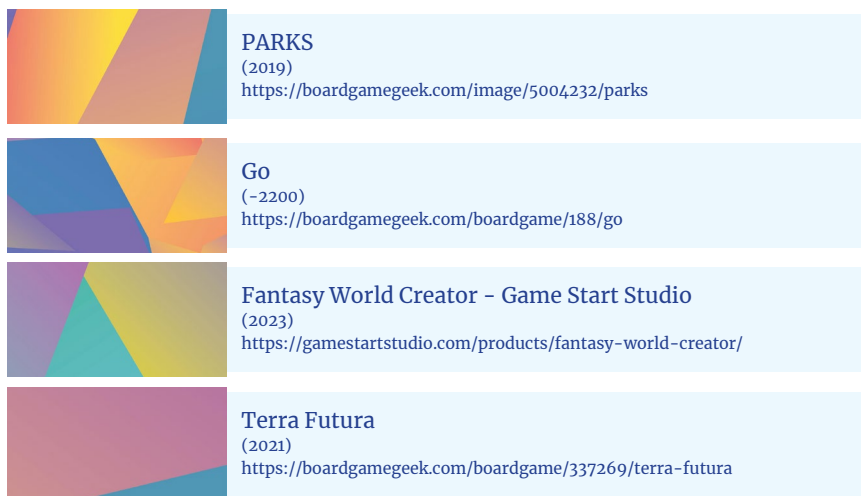 PARKS
(2019)
https://boardgamegeek.com/image/5004232/parks
Go
(-2200)
https://boardgamegeek.com/boardgame/188/go
Fantasy World Creator - Game Start Studio
(2023)
https://gamestartstudio.com/products/fantasy-world-creator/
Terra Futura
(2021)
https://boardgamegeek.com/boardgame/337269/terra-futura